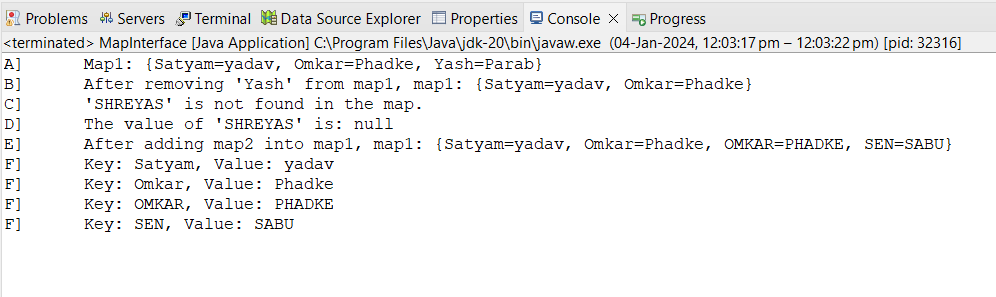 Problems Servers Terminal Data Source Explorer Properties Console Progress
<terminated> MapInterface [Java Application] C:\Program Files\Java\jdk-20\bin\javaw.exe (04-Jan-2024, 12:03:17 pm – 12:03:22 pm) [pid: 32316]
A] Map1: {Satyam=yadav, Omkar=Phadke, Yash=Parab}
B] After removing 'Yash' from map1, map1: {Satyam=yadav, Omkar=Phadke}
C] 'SHREYAS' is not found in the map.
D] The value of 'SHREYAS' is: null
E] After adding map2 into map1, map1: {Satyam=yadav, Omkar=Phadke, OMKAR=PHADKE, SEN=SABU}
F] Key: Satyam, Value: yadav
F] Key: Omkar, Value: Phadke
F] Key: OMKAR, Value: PHADKE
F] Key: SEN, Value: SABU